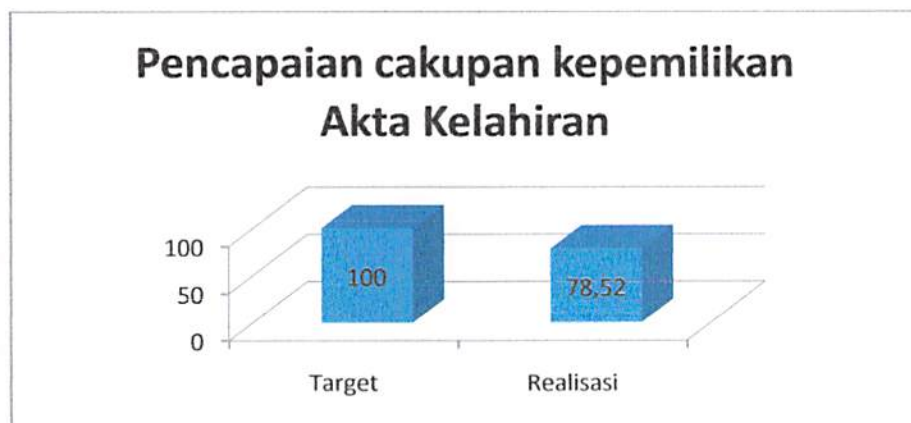 Pencapaian cakupan kepemilikan
Akta Kelahiran
100
50
0
100
78,52
Target
Realisasi